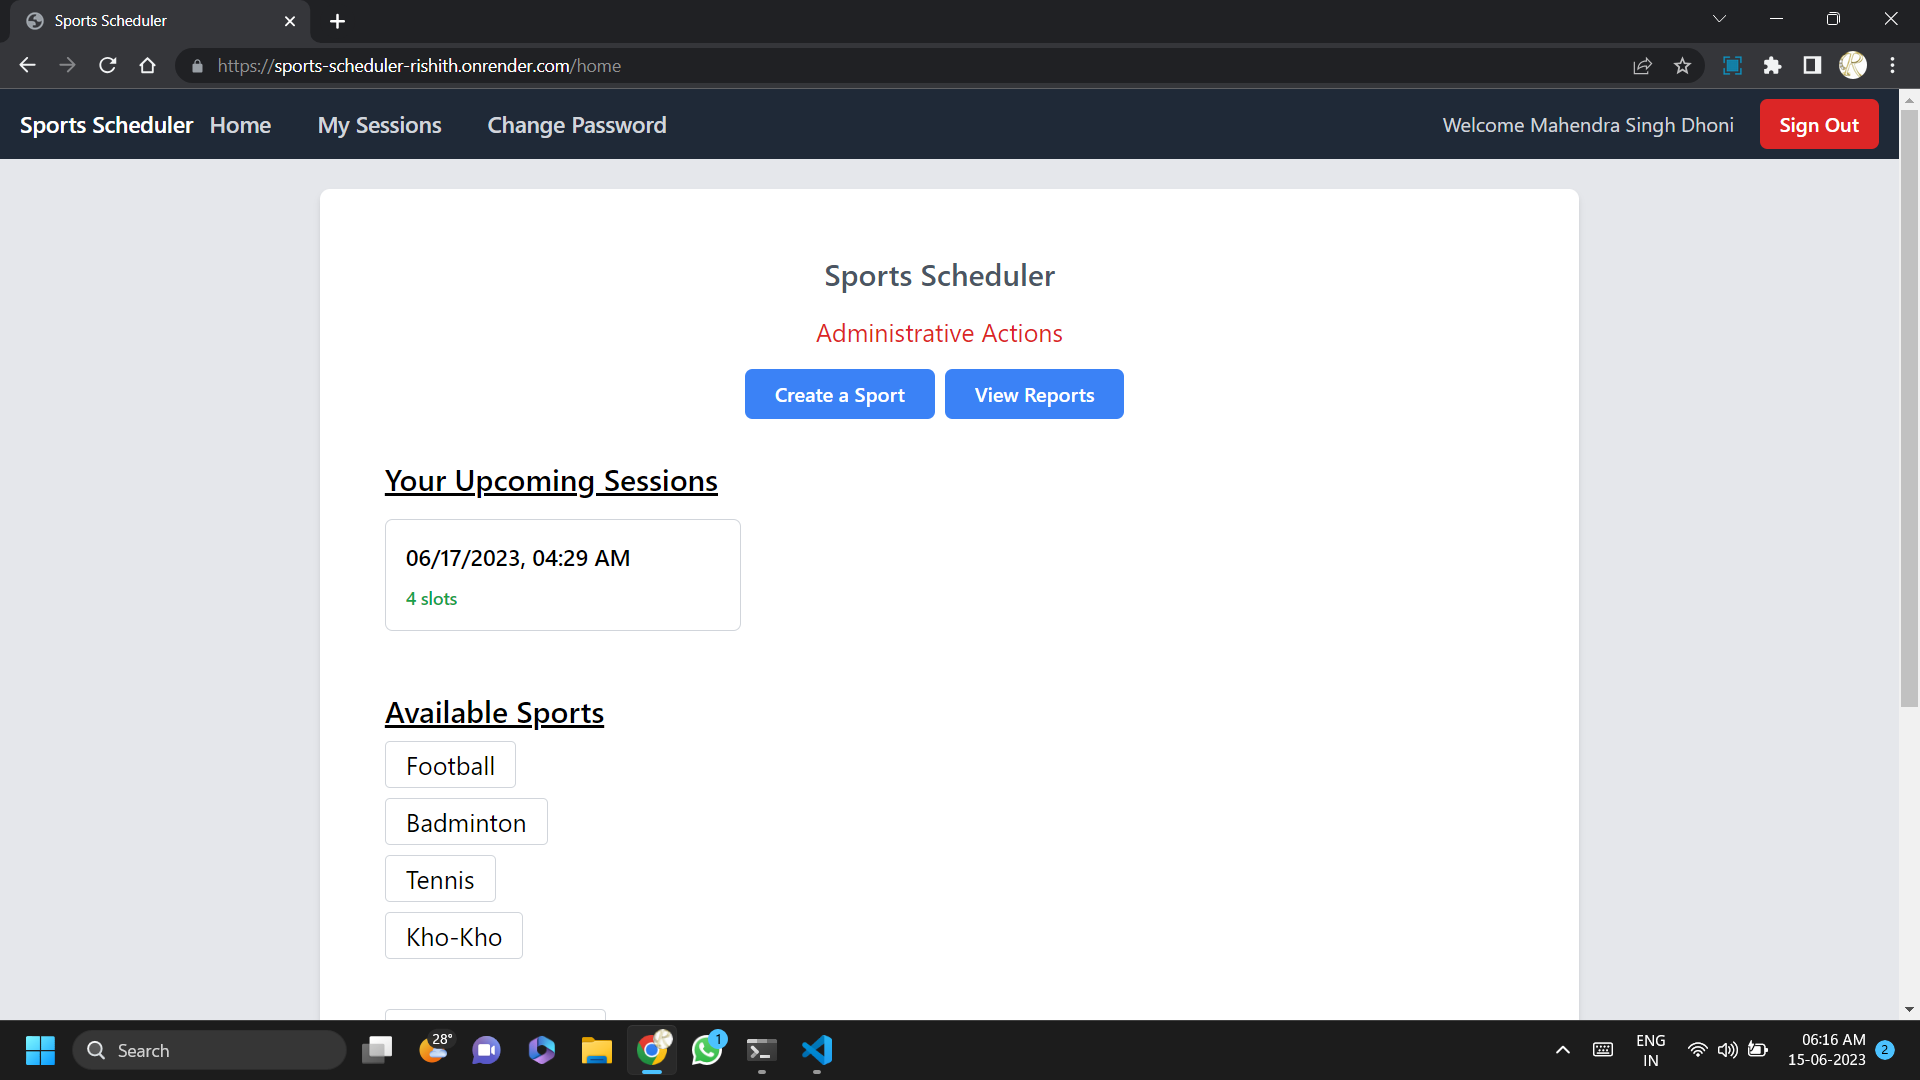 Sports Scheduler
https://sports-scheduler-rishith.onrender.com/home
Sports Scheduler Home My Sessions Change Password Welcome Mahendra Singh Dhoni Sign Out
Sports Scheduler
Administrative Actions
Create a Sport View Reports
Your Upcoming Sessions
06/17/2023, 04:29 AM
4 slots
Available Sports
Football
Badminton
Tennis
Kho-Kho
Search 28° 1 ENG IN 06:16 AM 15-06-2023 2